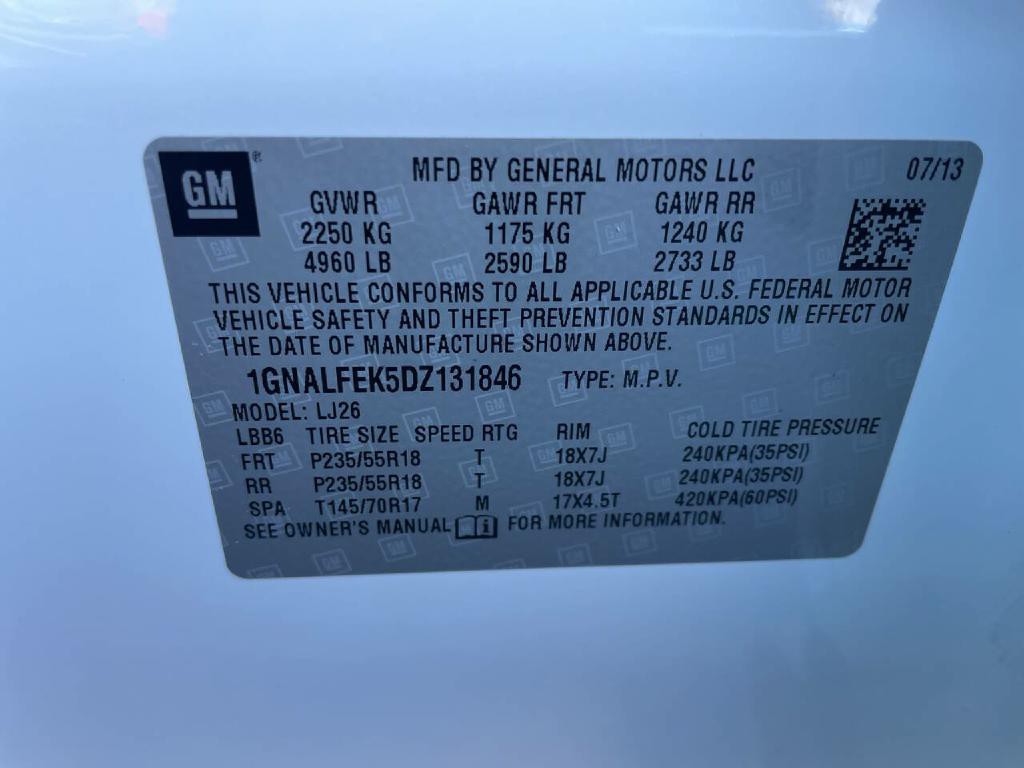 GM
MFD BY GENERAL MOTORS LLC 07/13
GVWR GAWR FRT GAWR RR
2250 KG 1175 KG 1240 KG
4960 LB 2590 LB 2733 LB
THIS VEHICLE CONFORMS TO ALL APPLICABLE U.S. FEDERAL MOTOR
VEHICLE SAFETY AND THEFT PREVENTION STANDARDS IN EFFECT ON
THE DATE OF MANUFACTURE SHOWN ABOVE.
1GNALFEK5DZ131846 TYPE: M.P.V.
MODEL: LJ26
LBB6 TIRE SIZE SPEED RTG RIM COLD TIRE PRESSURE
FRT P235/55R18 T 18X7J 240KPA(35PSI)
RR P235/55R18 T 18X7J 240KPA(35PSI)
SPA T145/70R17 M 17X4.5T 420KPA(60PSI)
SEE OWNER'S MANUAL FOR MORE INFORMATION.